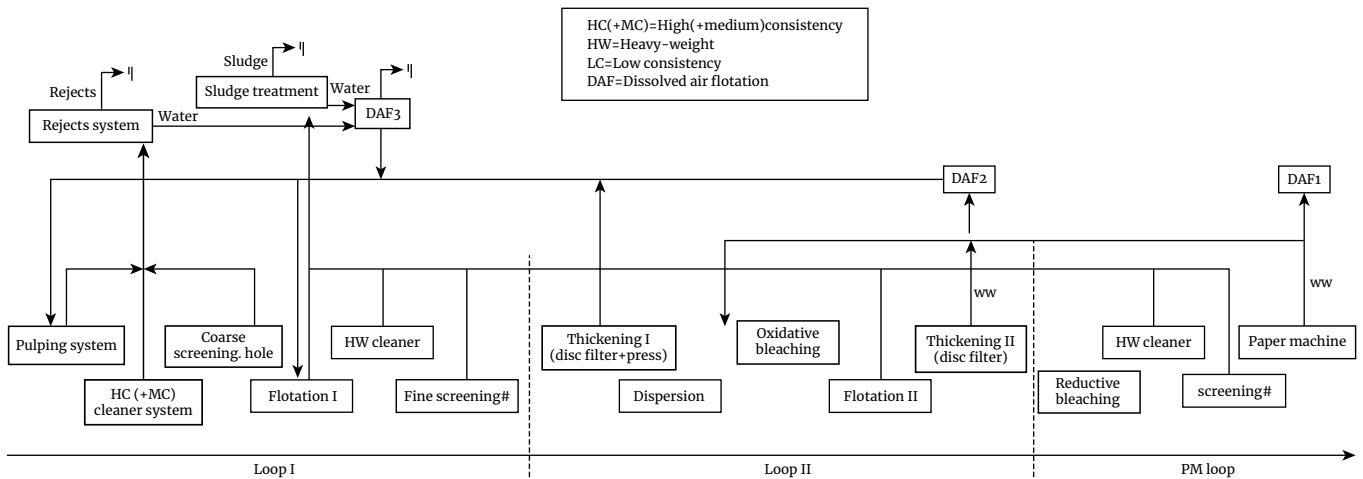 HC(+MC)=High(+medium)consistency
HW=Heavy-weight
LC=Low consistency
DAF=Dissolved air flotation
Sludge
Rejects
Sludge treatment
Water
DAF3
Rejects system
Water
DAF2
DAF1
ww
ww
Pulping system
Coarse
screening. hole
HW cleaner
Thickening I
(disc filter+press)
Oxidative
bleaching
Thickening II
(disc filter)
HW cleaner
Paper machine
HC (+MC)
cleaner system
Flotation I
Fine screening#
Dispersion
Flotation II
Reductive
bleaching
screening#
Loop I
Loop II
PM loop